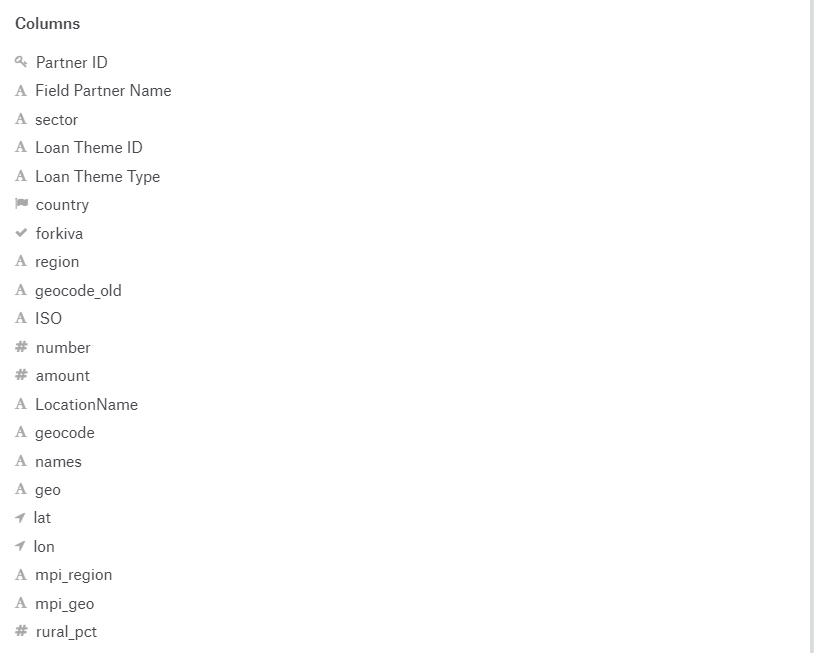 Columns
Partner ID
A Field Partner Name
A sector
A Loan Theme ID
A Loan Theme Type
country
forkiva
A region
A geocode_old
A ISO
# number
# amount
A LocationName
A geocode
A names
A geo
lat
lon
A mpi_region
A mpi_geo
# rural_pct